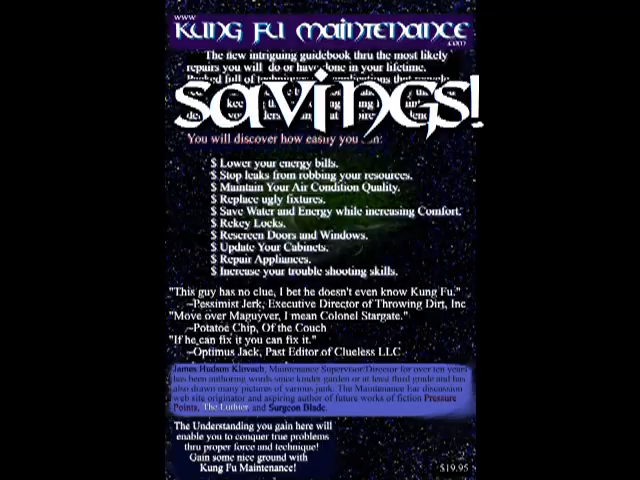 www
Kung Fu Maintenance
.com
The new intriguing guidebook thru the most likely
repairs you will do or have done in your lifetime.
Savings!
You will discover how easily you can:
$ Lower your energy bills.
$ Stop leaks from robbing your resources.
$ Maintain Your Air Condition Quality.
$ Replace ugly fixtures.
$ Save Water and Energy while increasing Comfort.
$ Rekey Locks.
$ Rescreen Doors and Windows.
$ Update Your Cabinets.
$ Repair Appliances.
$ Increase your trouble shooting skills.
"This guy has no clue, I bet he doesn't even know Kung Fu."
~Pessimist Jerk, Executive Director of Throwing Dirt, Inc
"Move over Maguyver, I mean Colonel Stargate."
~Potatoe Chip, Of the Couch
"If he can fix it you can fix it."
~Optimus Jack, Past Editor of Clueless LLC
James Hudson, Maintenance Supervisor/Director for over ten years
has been authoring words since kinder garden or at least third grade and has
also drawn many pictures of various junk. The Maintenance Ear discussion
web site originator and aspiring author of future works of fiction Pressure
Points, The Luthier, and Surgeon Blade.
The Understanding you gain here will
enable you to conquer true problems
thru proper force and technique!
Gain some nice ground with
Kung Fu Maintenance!
$19.95